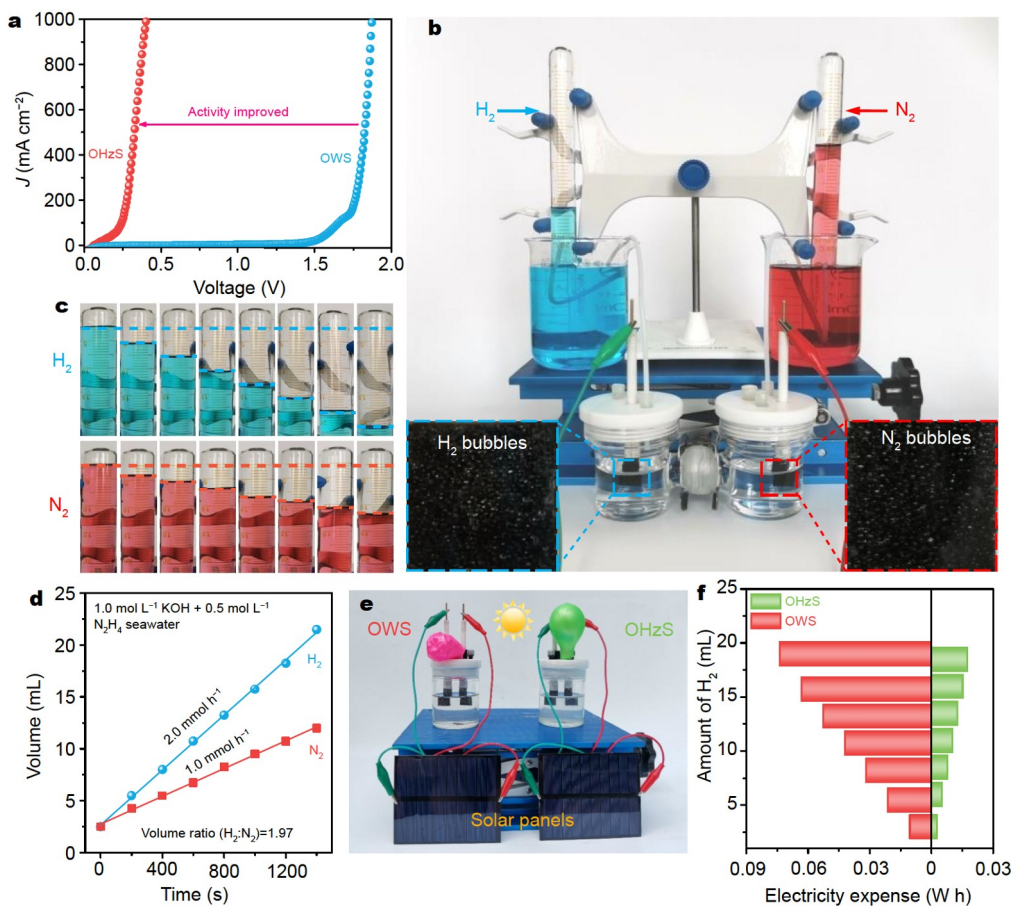 a
1000
800
600
400
200
0
J (mA cm⁻²)
Activity improved
OHzS
OWS
0.0
0.5
1.0
1.5
2.0
Voltage (V)
b
H₂
N₂
H₂ bubbles
N₂ bubbles
c
H₂
N₂
d
25
20
15
10
5
0
Volume (mL)
1.0 mol L⁻¹ KOH + 0.5 mol L⁻¹
N₂H₄ seawater
H₂
2.0 mmol h⁻¹
1.0 mmol h⁻¹
N₂
Volume ratio (H₂:N₂)=1.97
0
400
800
1200
Time (s)
e
OWS
OHzS
Solar panels
f
25
20
15
10
5
Amount of H₂ (mL)
OHzS
OWS
0.09
0.06
0.03
0
0.03
Electricity expense (W h)